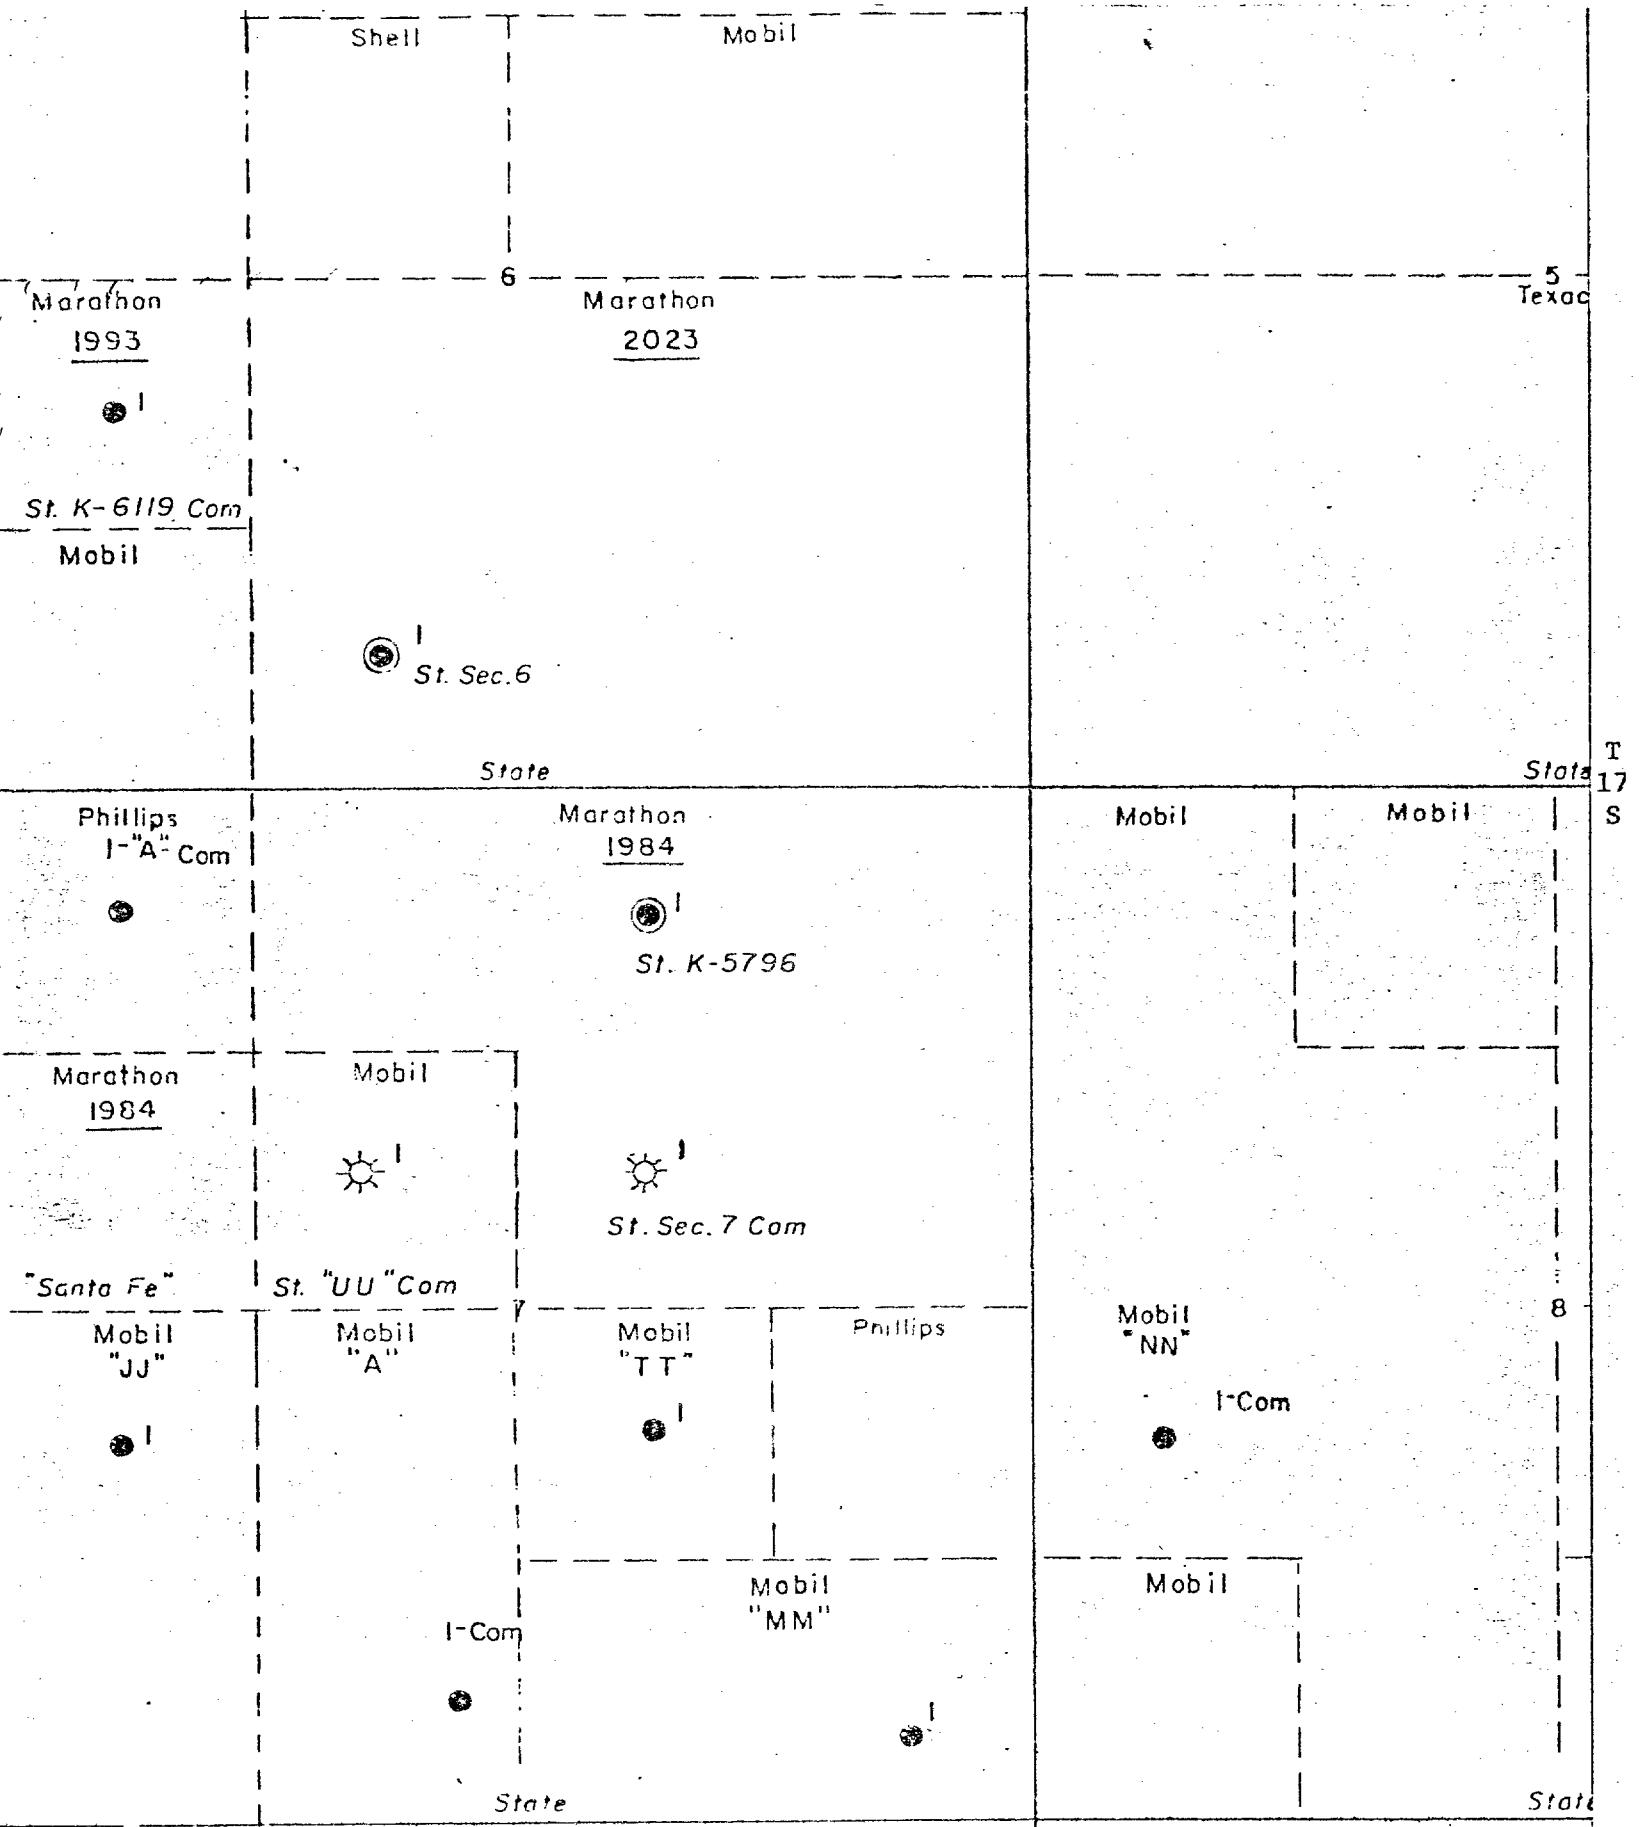 Shell
Mobil
6
5
Marathon
1993
1
St. K-6119 Com
Mobil
Marathon
2023
Texac
1
St. Sec. 6
State
State
T
17
S
Phillips
1-"A" Com
Marathon
1984
1
St. K-5796
Mobil
Mobil
Marathon
1984
"Santa Fe"
Mobil
1
St. "UU" Com
1
St. Sec. 7 Com
7
8
Mobil
"JJ"
1
Mobil
"A"
1-Com
Mobil
"TT"
1
Phillips
Mobil
"NN"
1-Com
Mobil
"MM"
1
Mobil
State
State